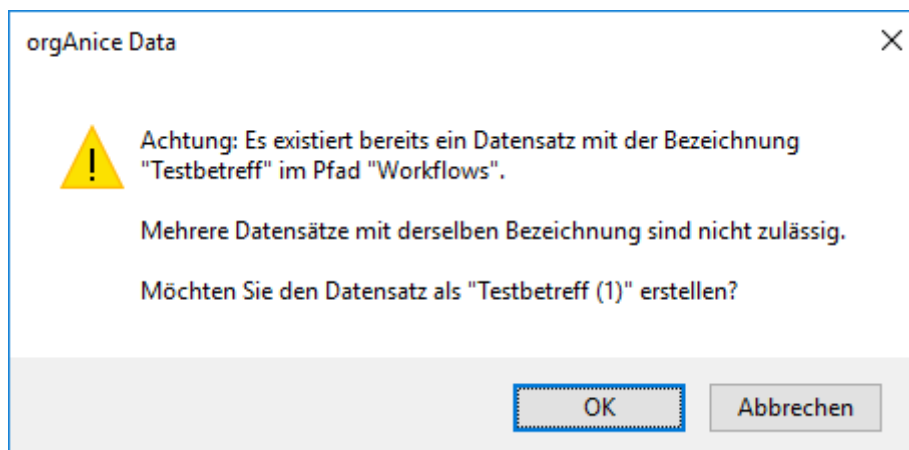 orgAnice Data
Achtung: Es existiert bereits ein Datensatz mit der Bezeichnung
"Testbetreff" im Pfad "Workflows".
Mehrere Datensätze mit derselben Bezeichnung sind nicht zulässig.
Möchten Sie den Datensatz als "Testbetreff (1)" erstellen?
OK
Abbrechen